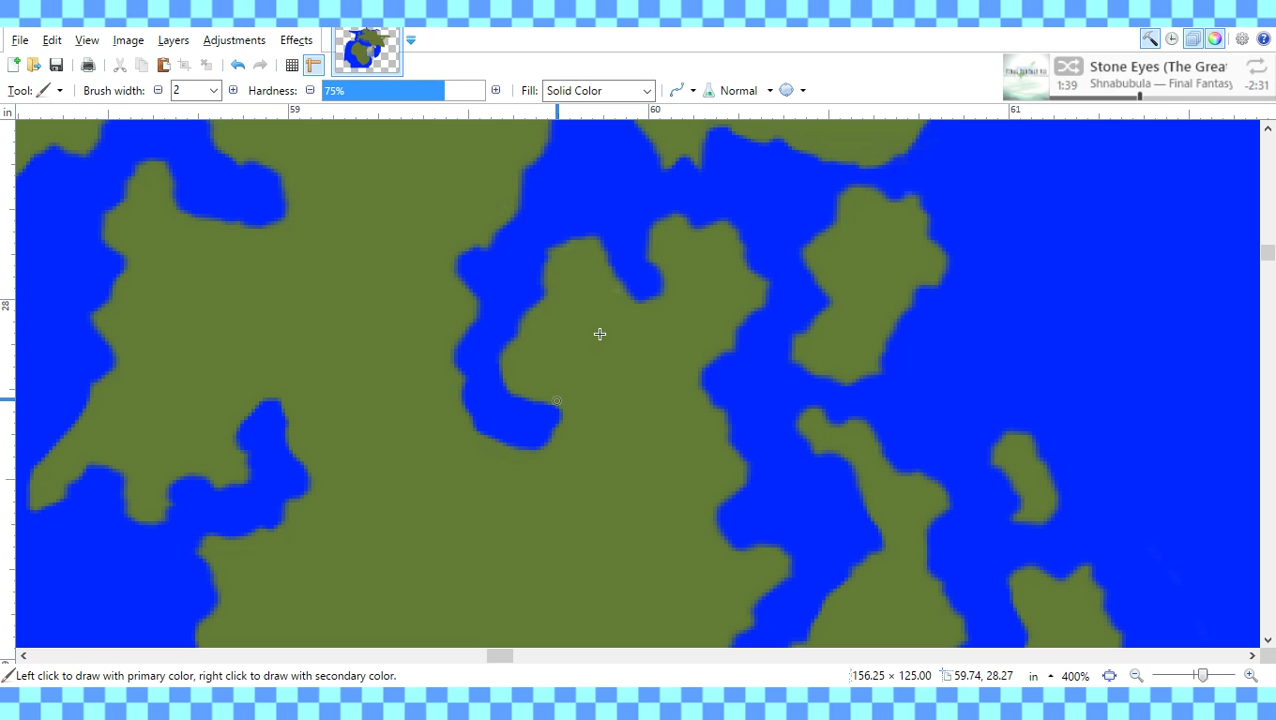 File Edit View Image Layers Adjustments Effects
Stone Eyes (The Grea
1:39 Shnabubula — Final Fantasy -2:31
Tool: Brush width: 2 Hardness: 75% Fill: Solid Color Normal
in 59 60 61
28
Left click to draw with primary color, right click to draw with secondary color. 156.25 × 125.00 59.74, 28.27 in 400%